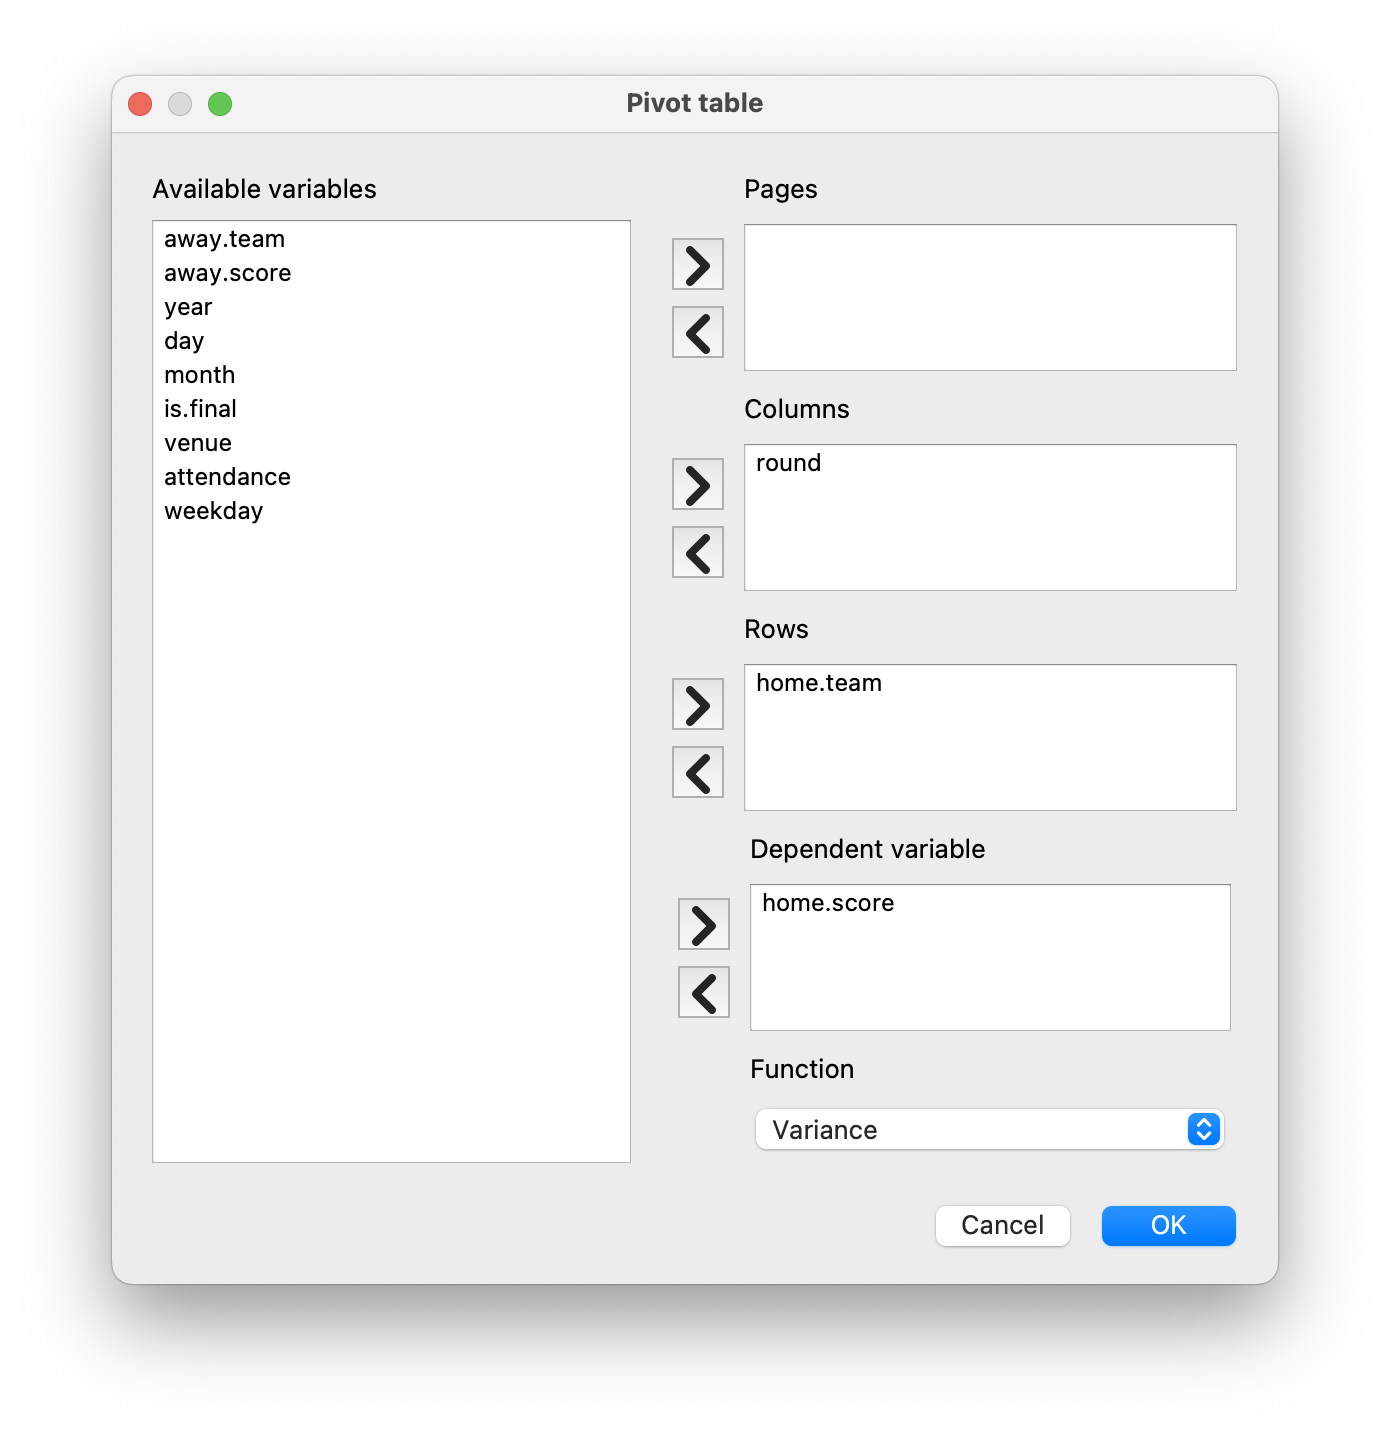 Pivot table
Available variables
away.team
away.score
year
day
month
is.final
venue
attendance
weekday
Pages
Columns
round
Rows
home.team
Dependent variable
home.score
Function
Variance
Cancel
OK